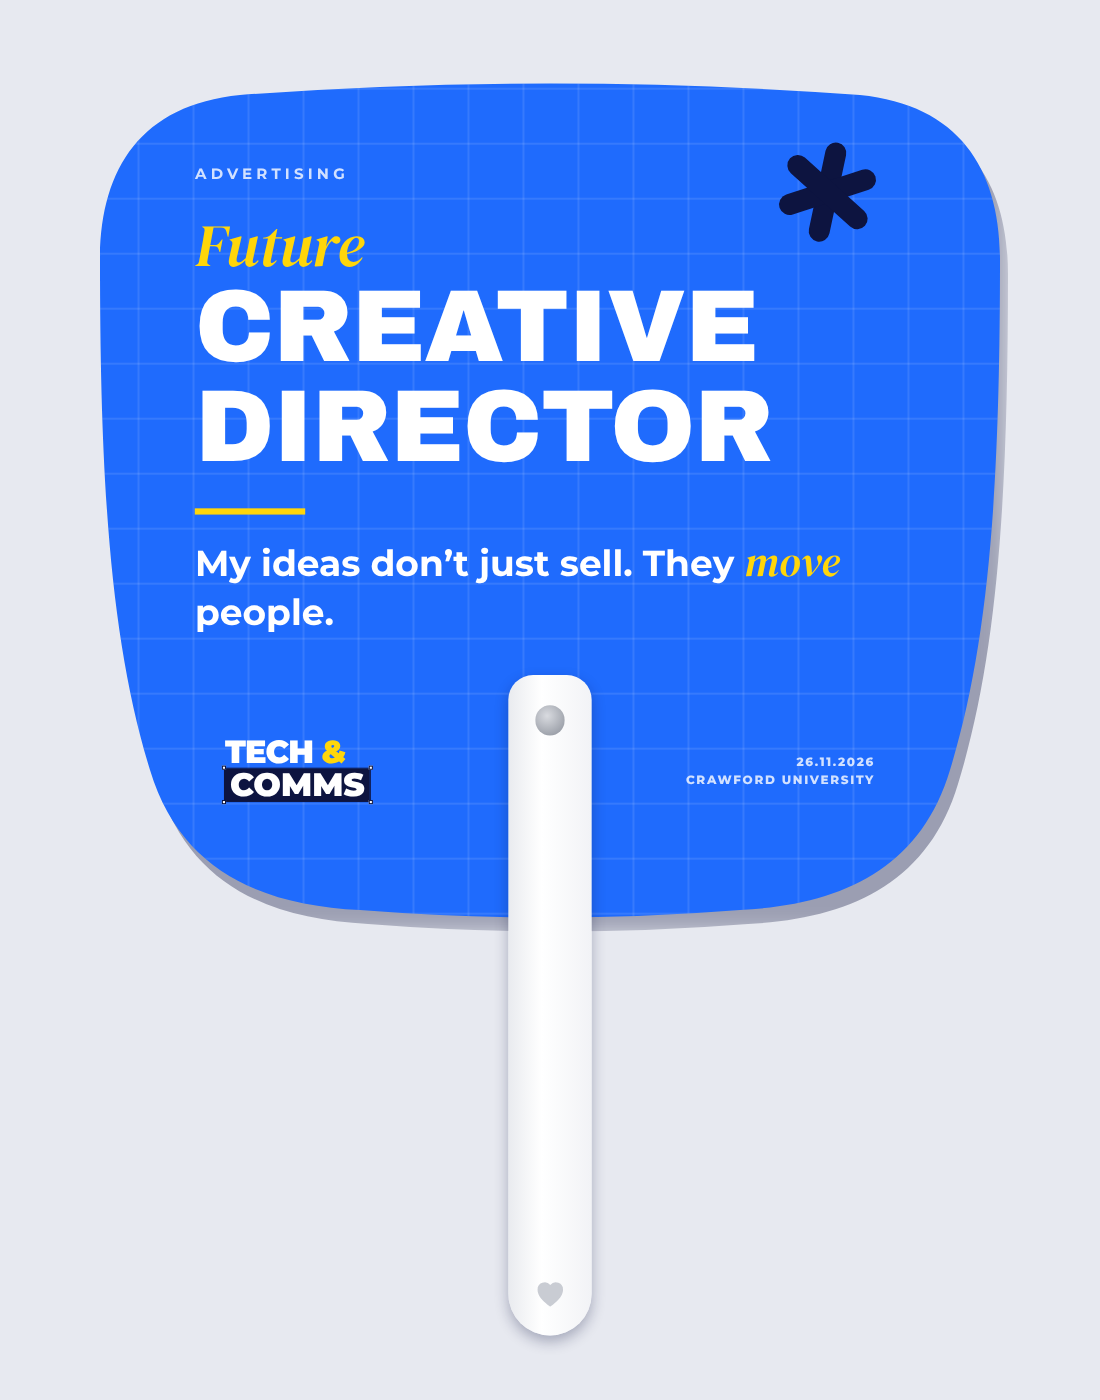 ADVERTISING
Future
CREATIVE
DIRECTOR
My ideas don’t just sell. They move
people.
TECH &
COMMS
26.11.2026
CRAWFORD UNIVERSITY